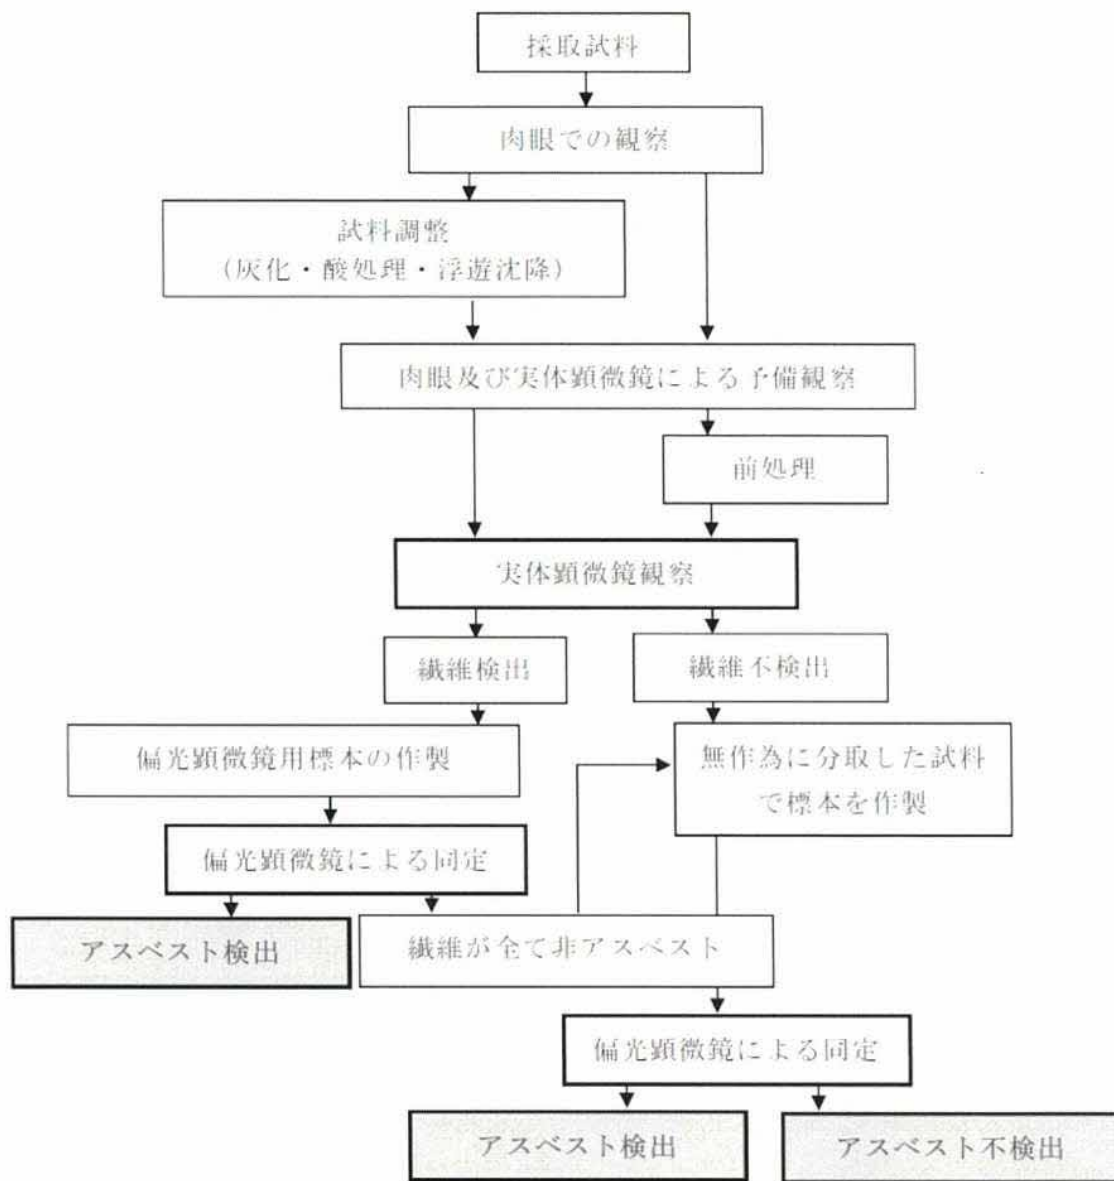 採取試料
肉眼での観察
試料調整
（灰化・酸処理・浮遊沈降）
肉眼及び実体顕微鏡による予備観察
前処理
実体顕微鏡観察
繊維検出
繊維不検出
偏光顕微鏡用標本の作製
無作為に分取した試料
で標本を作製
偏光顕微鏡による同定
アスベスト検出
繊維が全て非アスベスト
偏光顕微鏡による同定
アスベスト検出
アスベスト不検出